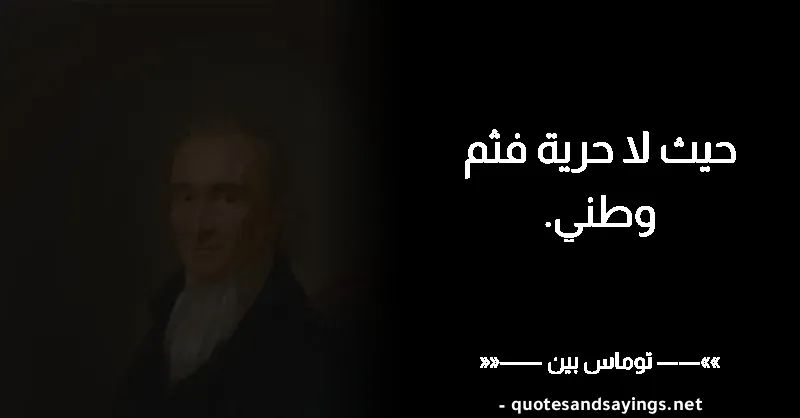 حيث لا حرية فثم
وطني.
»——— توماس بين ———««
- quotesandsayings.net